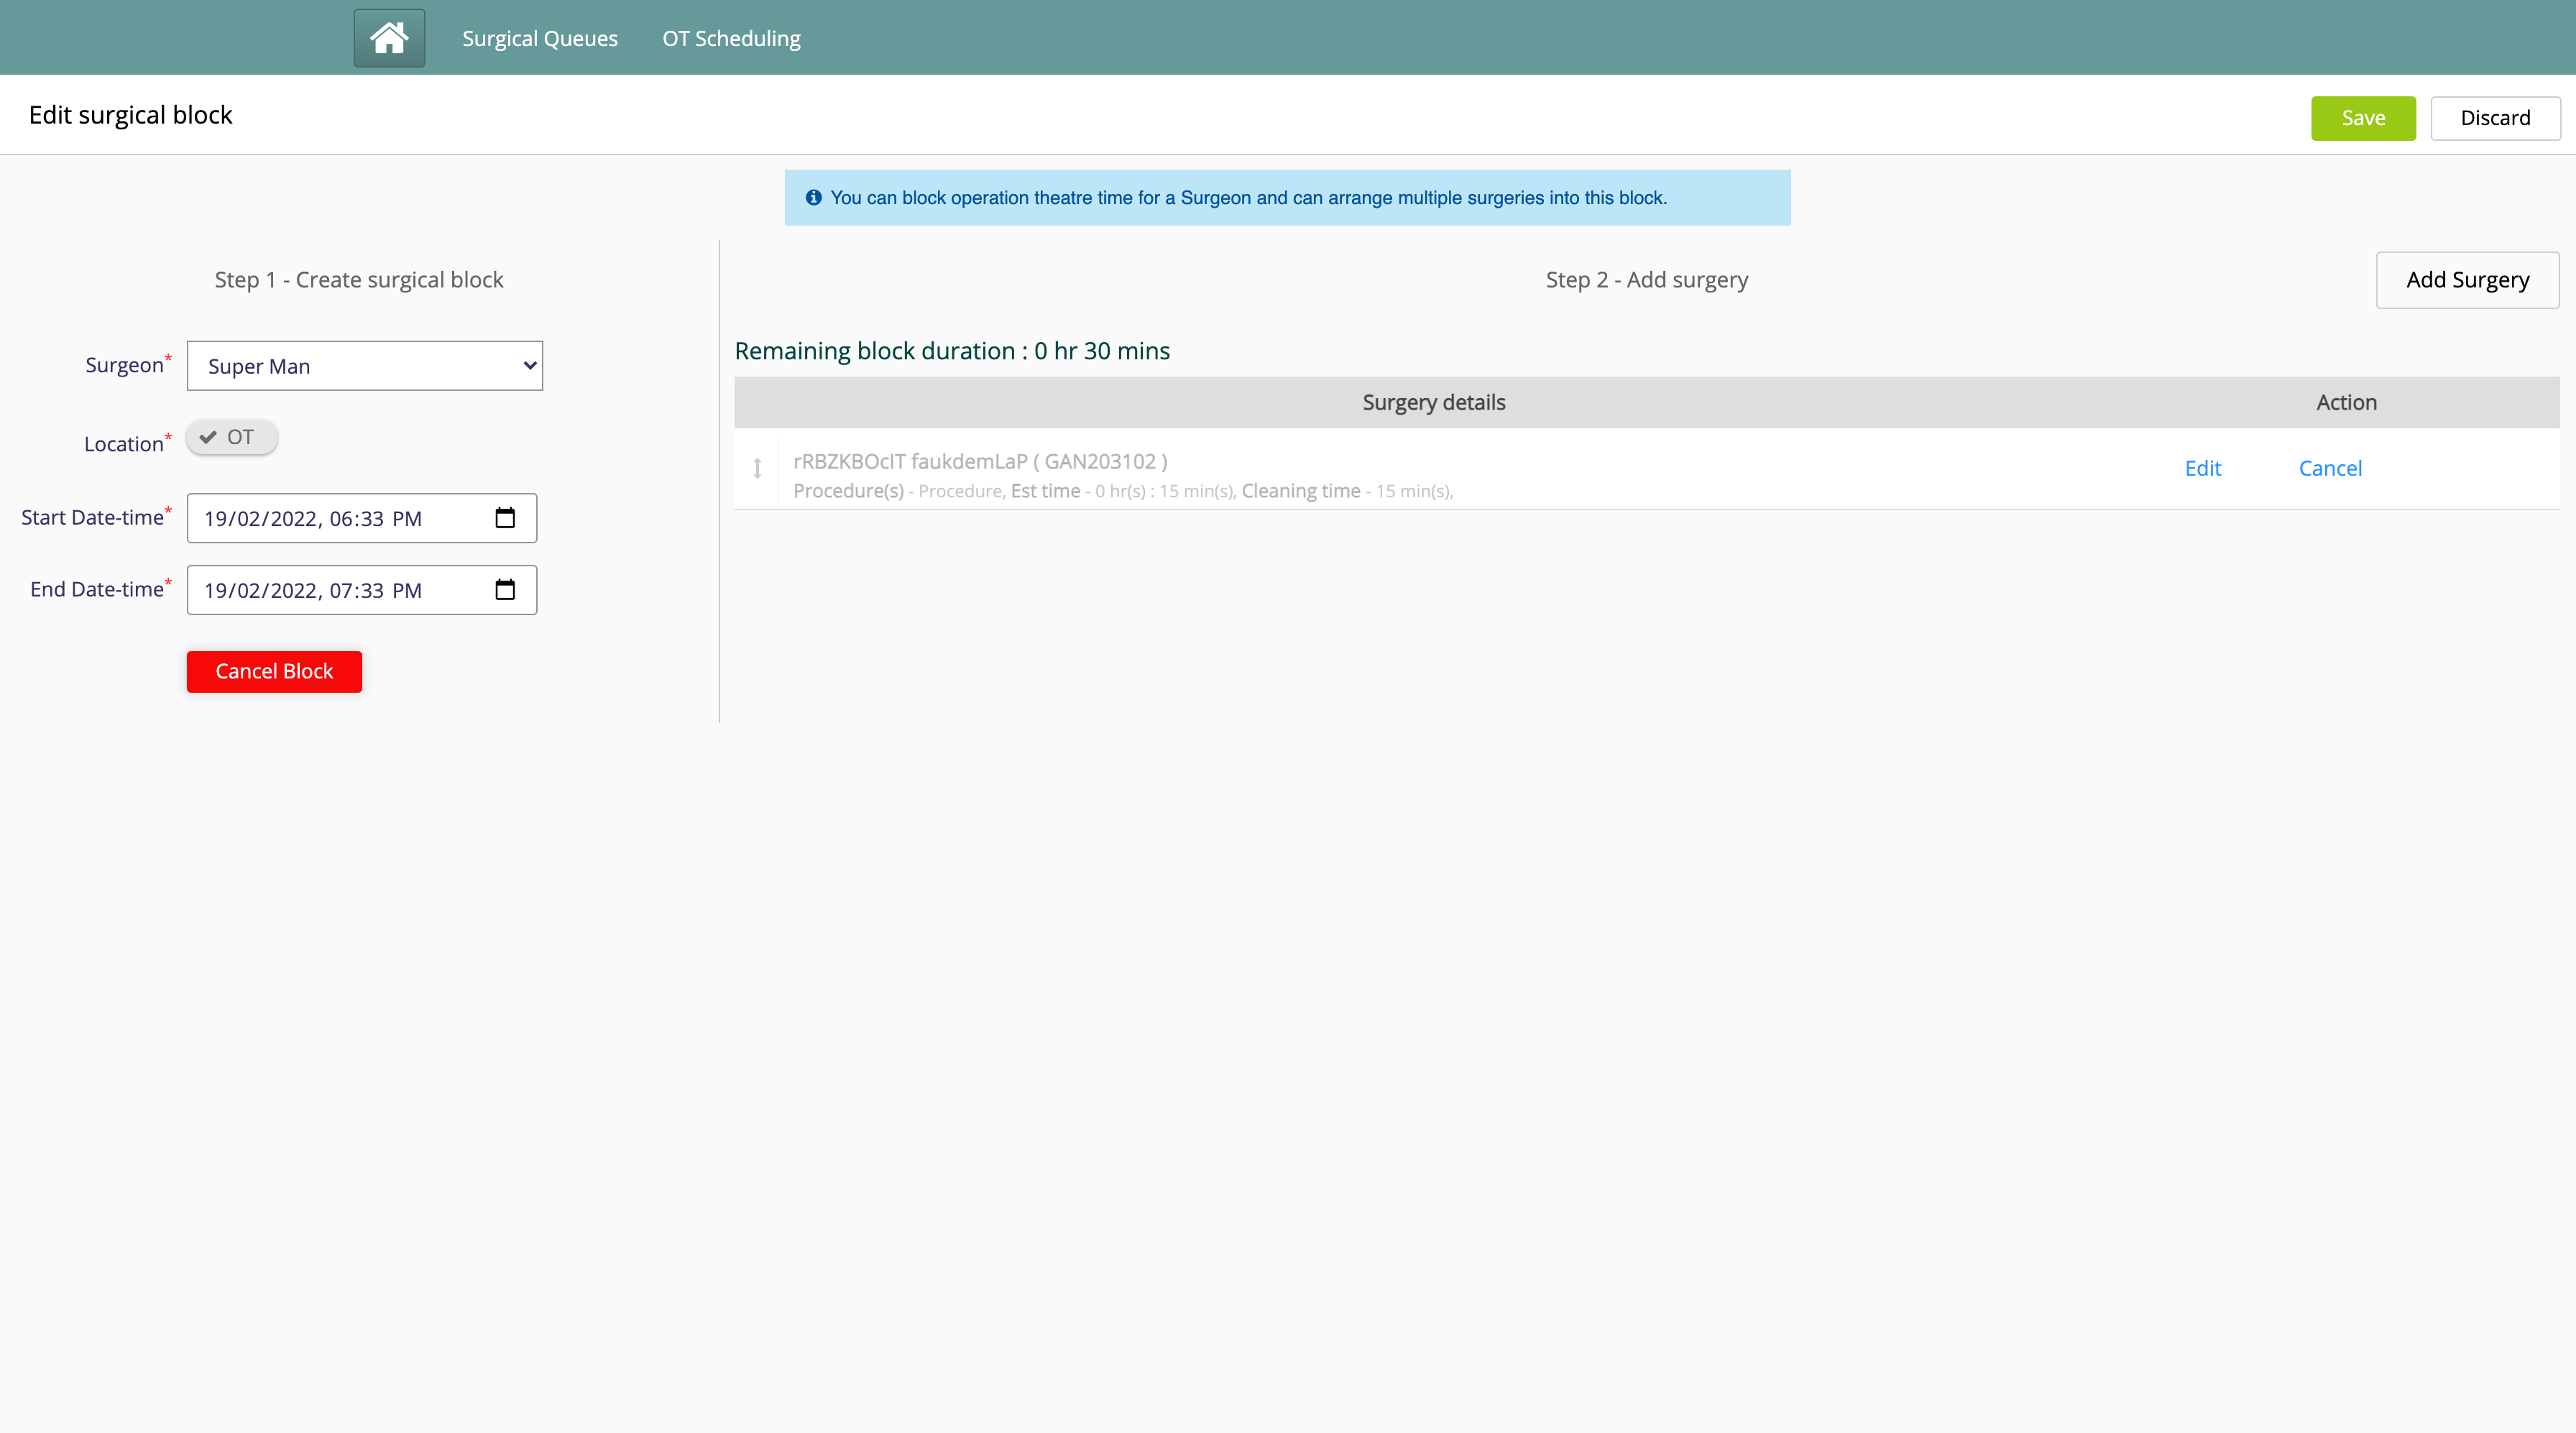 Surgical Queues
OT Scheduling
Edit surgical block
Save
Discard
You can block operation theatre time for a Surgeon and can arrange multiple surgeries into this block.
Step 1 - Create surgical block
Surgeon*
Super Man
Location*
OT
Start Date-time*
19/02/2022, 06:33 PM
End Date-time*
19/02/2022, 07:33 PM
Cancel Block
Step 2 - Add surgery
Add Surgery
Remaining block duration : 0 hr 30 mins
Surgery details
Action
rRBZKBOcIT faukdemLaP ( GAN203102 )
Procedure(s) - Procedure, Est time - 0 hr(s) : 15 min(s), Cleaning time - 15 min(s),
Edit
Cancel